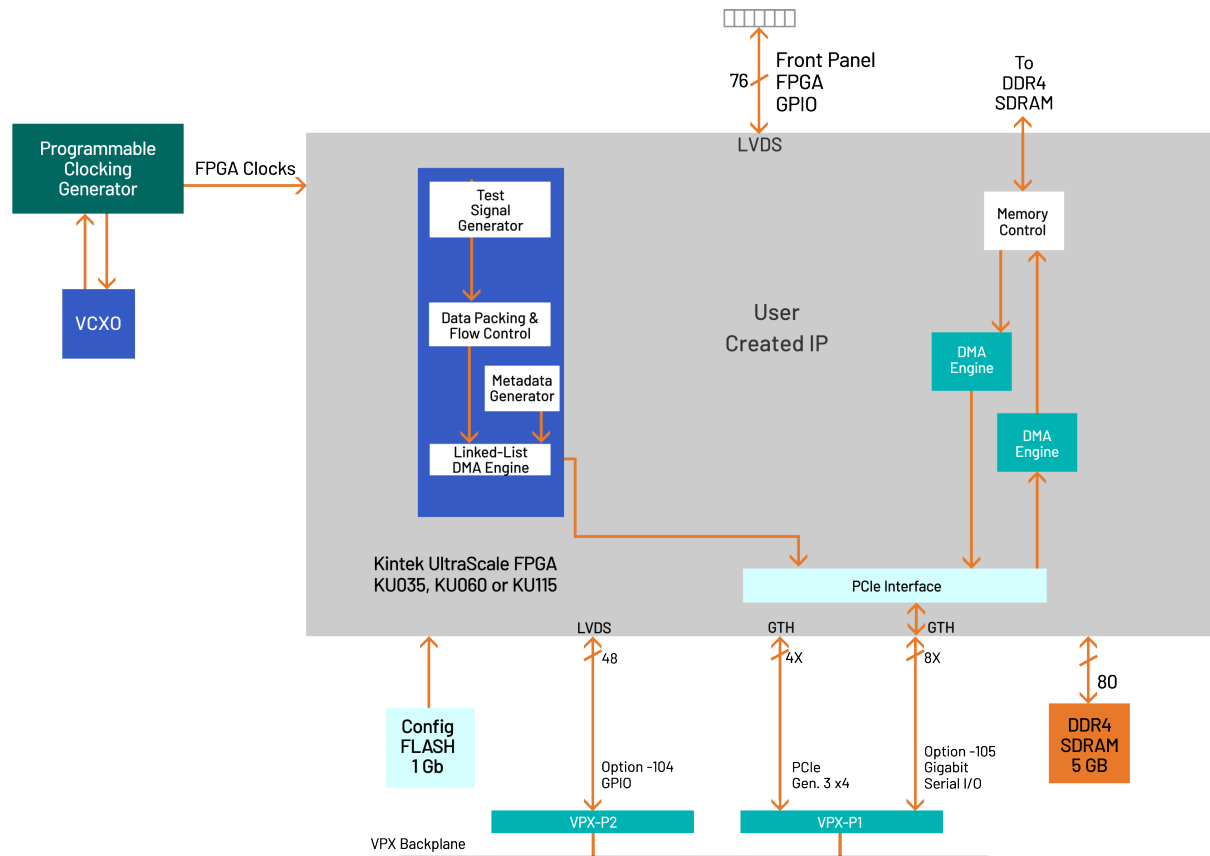 Front Panel
FPGA
GPIO
76
To
DDR4
SDRAM
LVDS
Programmable
Clocking
Generator
FPGA Clocks
VCXO
Test
Signal
Generator
Data Packing &
Flow Control
Metadata
Generator
Linked-List
DMA Engine
User
Created IP
Memory
Control
DMA
Engine
DMA
Engine
Kintek UltraScale FPGA
KU035, KU060 or KU115
PCIe Interface
LVDS
GTH
GTH
48
4X
8X
80
Config
FLASH
1 Gb
Option -104
GPIO
PCIe
Gen. 3 x4
Option -105
Gigabit
Serial I/O
DDR4
SDRAM
5 GB
VPX-P2
VPX-P1
VPX Backplane